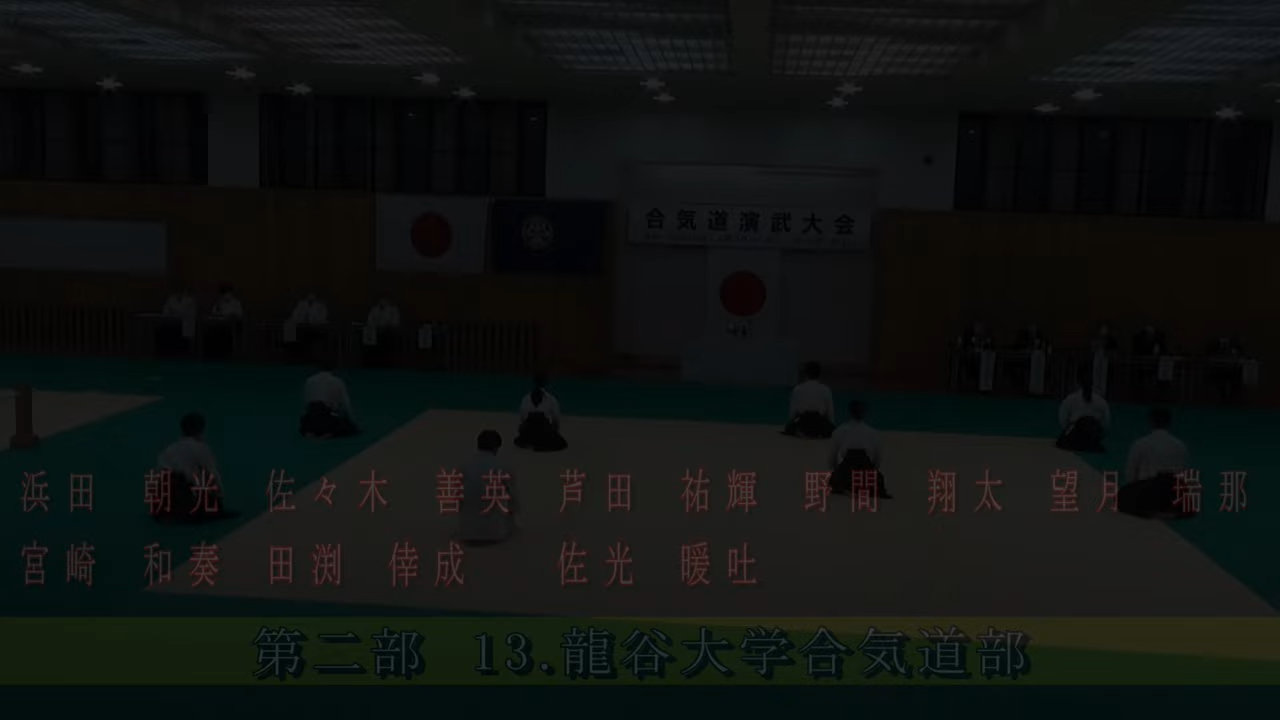 合気道演武大会
浜田 朝光 佐々木 善英 芦田 祐輝 野間 翔太 望月 瑞那
宮崎 和奏 田渕 倖成 佐光 暖吐
第二部 13.龍谷大学合気道部